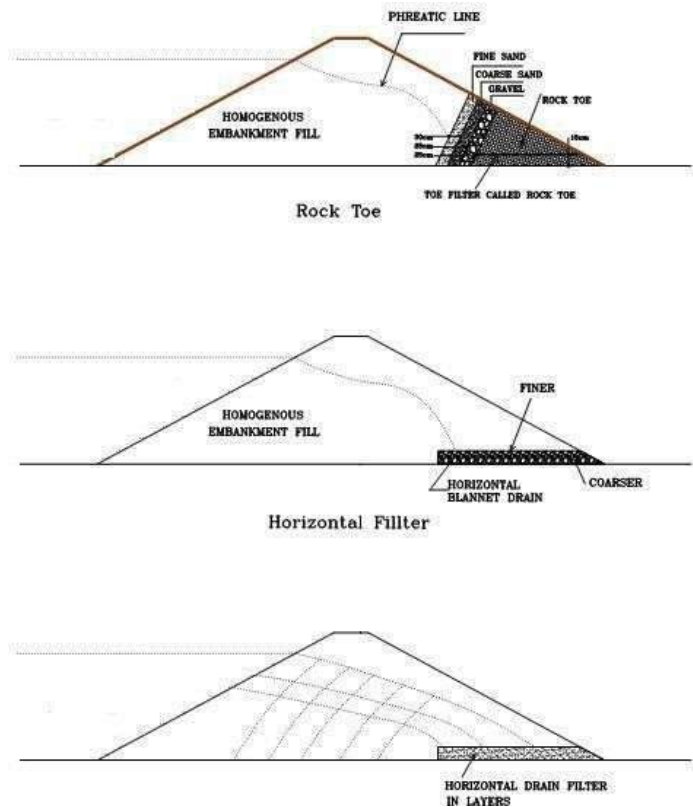 PHREATIC LINE
FINE SAND
COARSE SAND
GRAVEL
ROCK TOE
HOMOGENOUS
EMBANKMENT FILL
TOE FILTER CALLED ROCK TOE
Rock Toe
FINER
HOMOGENOUS
EMBANKMENT FILL
HORIZONTAL
BLANNET DRAIN
COARSER
Horizontal Fillter
HORIZONTAL DRAIN FILTER
IN LAYERS